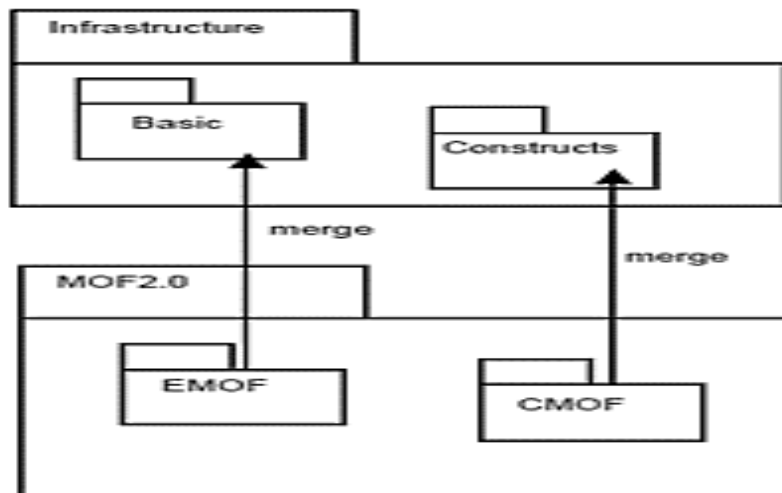 Infrastructure
Basic
Constructs
merge
merge
MOF2.0
EMOF
CMOF